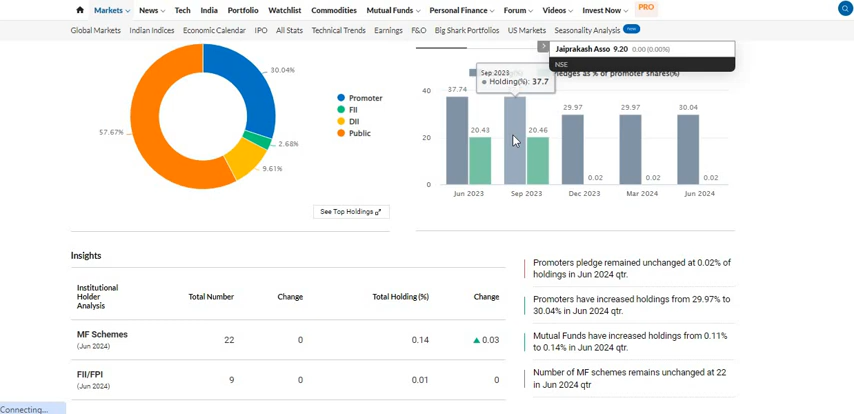 Markets News Tech India Portfolio Watchlist Commodities Mutual Funds Personal Finance Forum Videos Invest Now PRO
Global Markets Indian Indices Economic Calendar IPO All Stats Technical Trends Earnings F&O Big Shark Portfolios US Markets Seasonality Analysis
Jaiprakash Asso 9.20 0.00 (0.00%)
NSE
30.04%
2.68%
9.61%
57.67%
Promoter
FII
DII
Public
See Top Holdings
edges as % of promoter shares(%)
Sep 2023
Holding(%): 37.7
40
20
0
37.74
20.43
20.46
29.97
0.02
29.97
0.02
30.04
0.02
Jun 2023 Sep 2023 Dec 2023 Mar 2024 Jun 2024
Insights
Institutional
Holder
Analysis
Total Number Change Total Holding (%) Change
MF Schemes
(Jun 2024)
22 0 0.14 0.03
FII/FPI
(Jun 2024)
9 0 0.01 0
Promoters pledge remained unchanged at 0.02% of
holdings in Jun 2024 qtr.
Promoters have increased holdings from 29.97% to
30.04% in Jun 2024 qtr.
Mutual Funds have increased holdings from 0.11%
to 0.14% in Jun 2024 qtr.
Number of MF schemes remains unchanged at 22
in Jun 2024 qtr
Connecting...